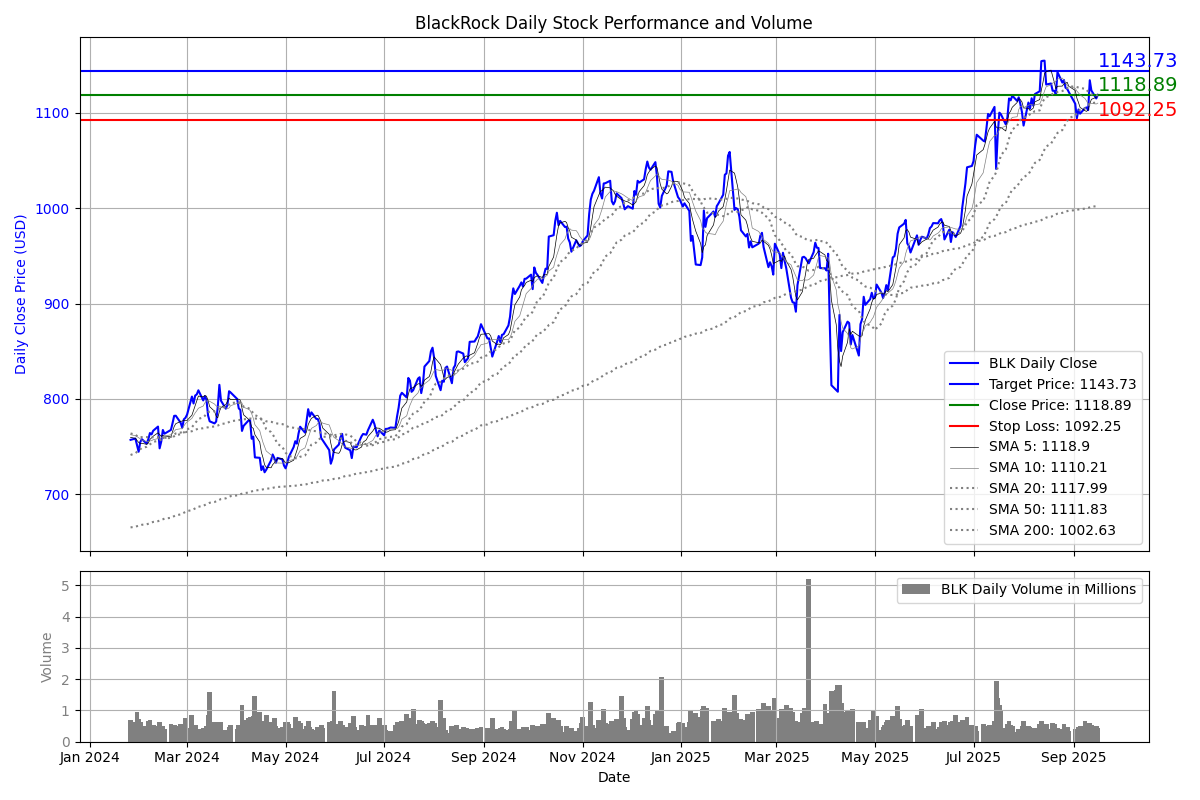 BlackRock Daily Stock Performance and Volume
1143.73
1118.89
1092.25
1100
1000
900
800
700
Daily Close Price (USD)
BLK Daily Close
Target Price: 1143.73
Close Price: 1118.89
Stop Loss: 1092.25
SMA 5: 1118.9
SMA 10: 1110.21
SMA 20: 1117.99
SMA 50: 1111.83
SMA 200: 1002.63
5
4
3
2
1
0
Volume
BLK Daily Volume in Millions
Jan 2024 Mar 2024 May 2024 Jul 2024 Sep 2024 Nov 2024 Jan 2025 Mar 2025 May 2025 Jul 2025 Sep 2025
Date